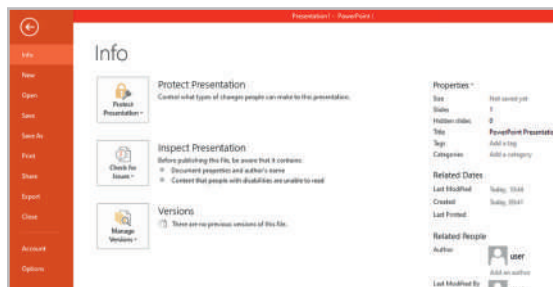 Presentation1 - PowerPoint (
Info
New
Open
Save
Save As
Print
Share
Export
Close
Account
Options
Info
Protect Presentation
Protect Presentation
Control what types of changes people can make to this presentation.
Check for Issues
Inspect Presentation
Before publishing this file, be aware that it contains:
Document properties and author's name
Content that people with disabilities are unable to read
Manage Versions
Versions
There are no previous versions of this file.
Properties
Size Not saved yet
Slides
Hidden slides 0
Title PowerPoint Presentatio
Tags Add a tag
Categories Add a category
Related Dates
Last Modified Today,
Created Today,
Last Printed
Related People
Author user
Add an author
Last Modified By